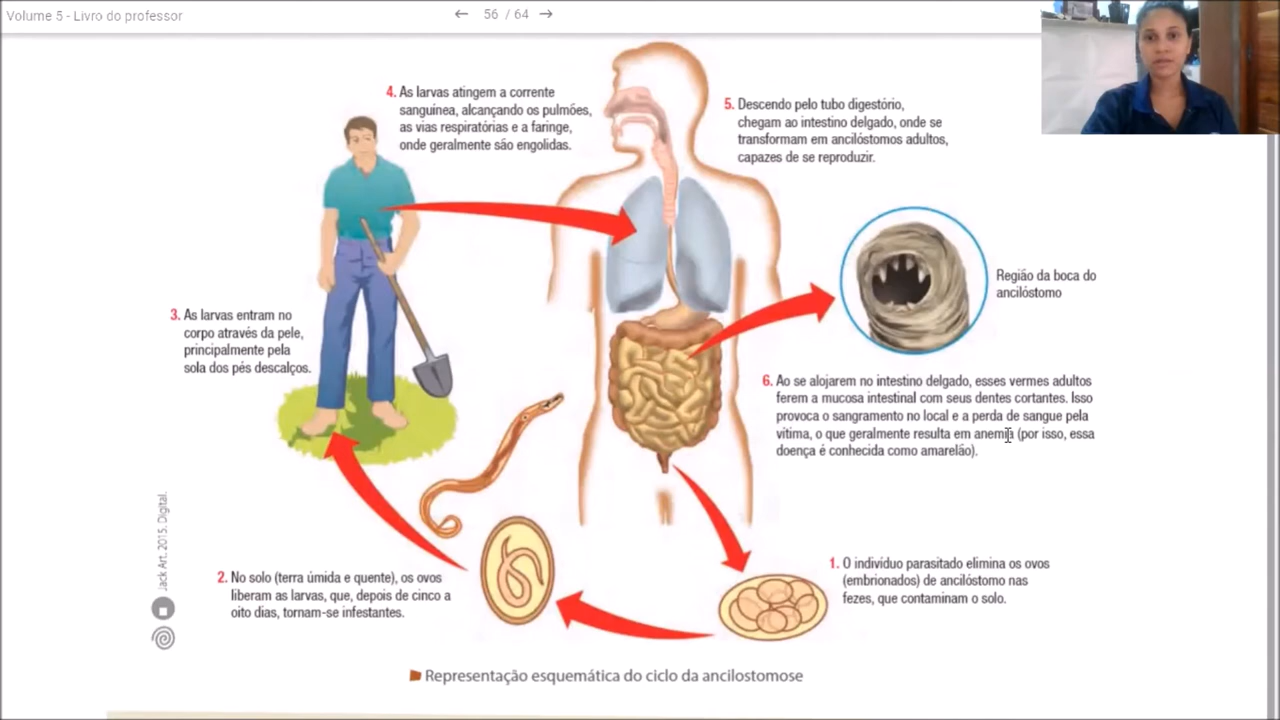 Volume 5 - Livro do professor
← 56 / 64 →
4. As larvas atingem a corrente
sanguínea, alcançando os pulmões,
as vias respiratórias e a faringe,
onde geralmente são engolidas.
5. Descendo pelo tubo digestório,
chegam ao intestino delgado, onde se
transformam em ancilóstomos adultos,
capazes de se reproduzir.
Região da boca do
ancilóstomo
3. As larvas entram no
corpo através da pele,
principalmente pela
sola dos pés descalços.
6. Ao se alojarem no intestino delgado, esses vermes adultos
ferem a mucosa intestinal com seus dentes cortantes. Isso
provoca o sangramento no local e a perda de sangue pela
vítima, o que geralmente resulta em anemia (por isso, essa
doença é conhecida como amarelão).
Jack Art. 2015. Digital.
2. No solo (terra úmida e quente), os ovos
liberam as larvas, que, depois de cinco a
oito dias, tornam-se infestantes.
1. O indivíduo parasitado elimina os ovos
(embrionados) de ancilóstomo nas
fezes, que contaminam o solo.
Representação esquemática do ciclo da ancilostomose